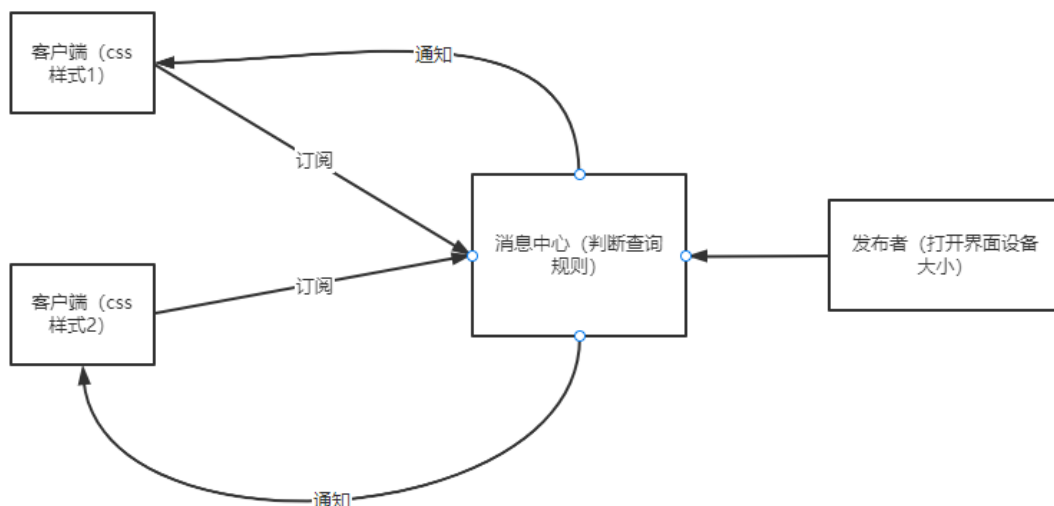 客户端（css
样式1）
通知
订阅
消息中心（判断查询
规则）
发布者（打开界面设备
大小）
客户端（css
样式2）
订阅
通知